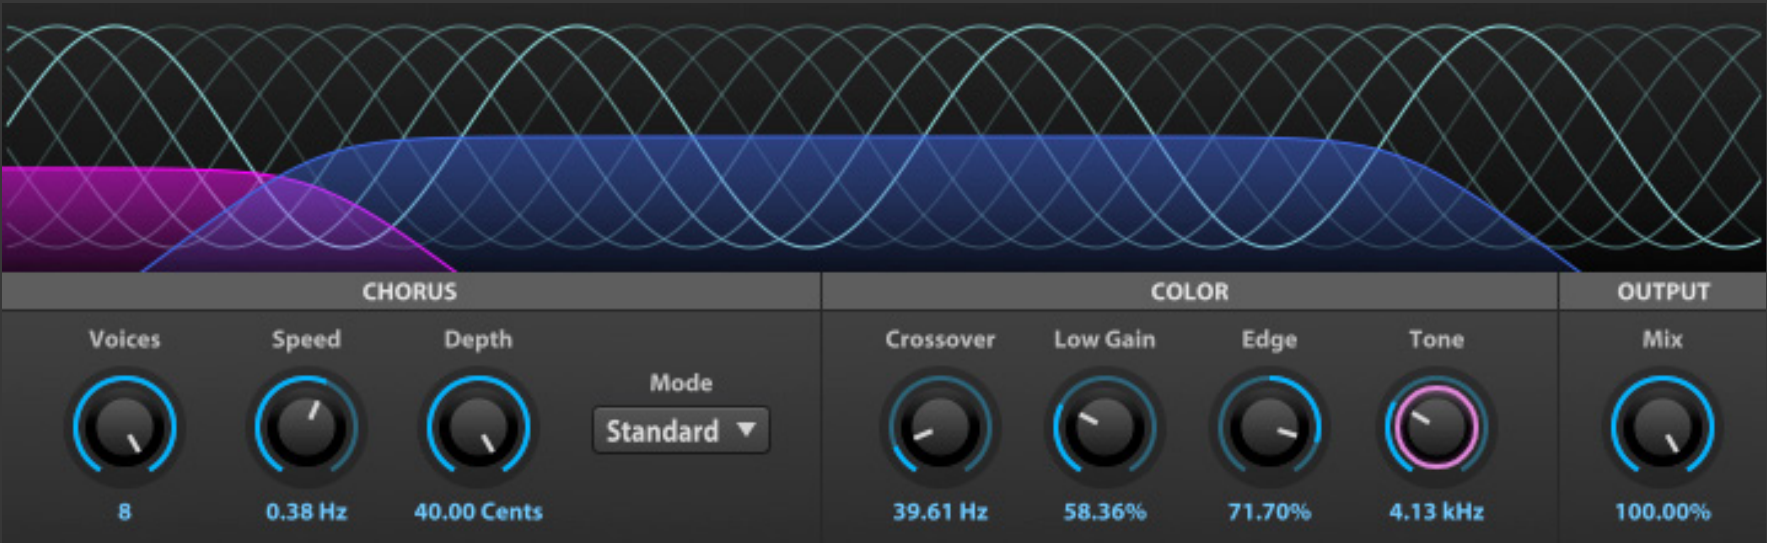 CHORUS COLOR OUTPUT
Voices Speed Depth Crossover Low Gain Edge Tone Mix
Mode
Standard
8 0.38 Hz 40.00 Cents 39.61 Hz 58.36% 71.70% 4.13 kHz 100.00%